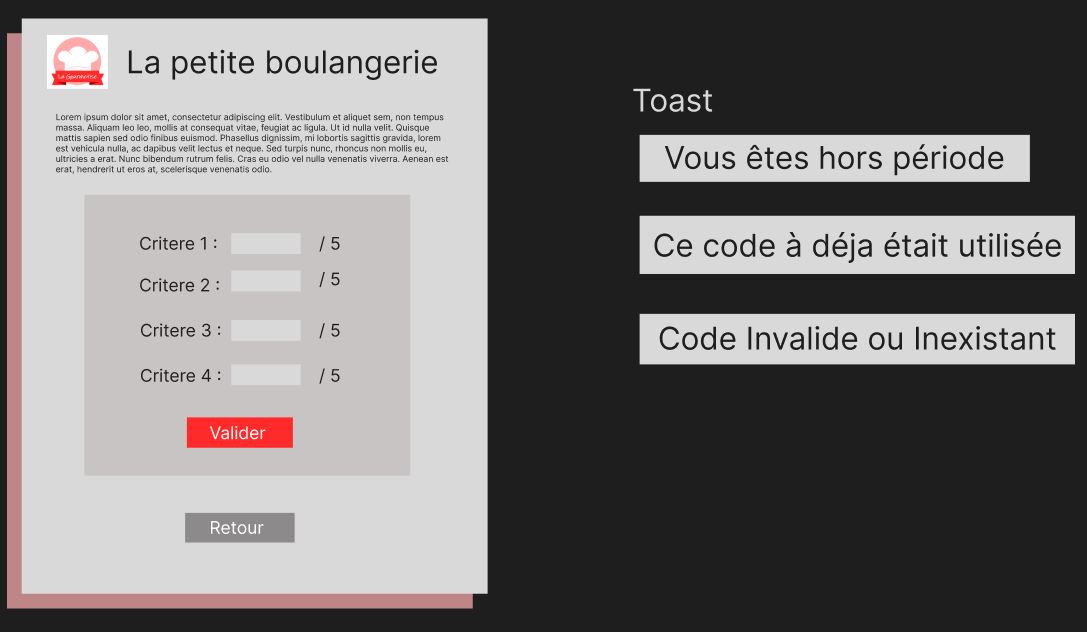 La Gourmetise
La petite boulangerie
Lorem ipsum dolor sit amet, consectetur adipiscing elit. Vestibulum et aliquet sem, non tempus
massa. Aliquam leo leo, mollis at consequat vitae, feugiat ac ligula. Ut id nulla velit. Quisque
mattis sapien sed odio finibus euismod. Phasellus dignissim, mi lobortis sagittis gravida, lorem
est vehicula nulla, ac dapibus velit lectus et neque. Sed turpis nunc, rhoncus non mollis eu,
ultricies a erat. Nunc bibendum rutrum felis. Cras eu odio vel nulla venenatis viverra. Aenean est
erat, hendrerit ut eros at, scelerisque venenatis odio.
Critere 1 : / 5
Critere 2 : / 5
Critere 3 : / 5
Critere 4 : / 5
Valider
Retour
Toast
Vous êtes hors période
Ce code à déja était utilisée
Code Invalide ou Inexistant